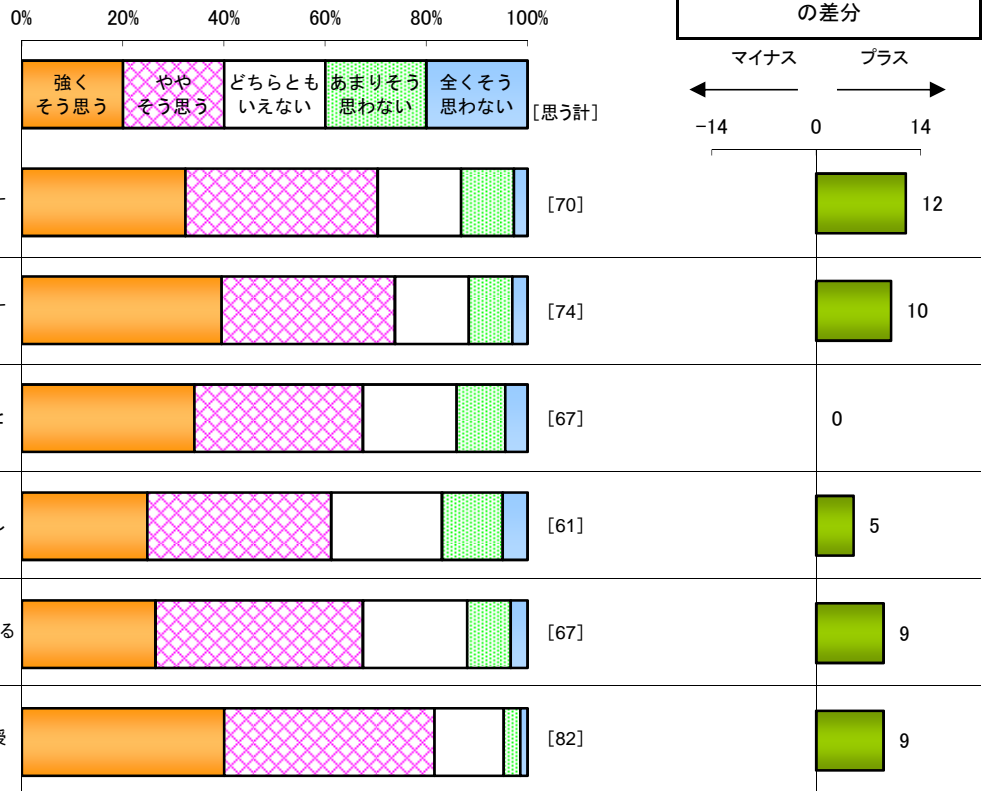 の差分
0% 20% 40% 60% 80% 100%
マイナス プラス
強く
そう思う
やや
そう思う
どちらとも
いえない
あまりそう
思わない
全くそう
思わない
[思う計]
-14 0 14
[70] 12
[74] 10
[67] 0
[61] 5
る [67] 9
[82] 9